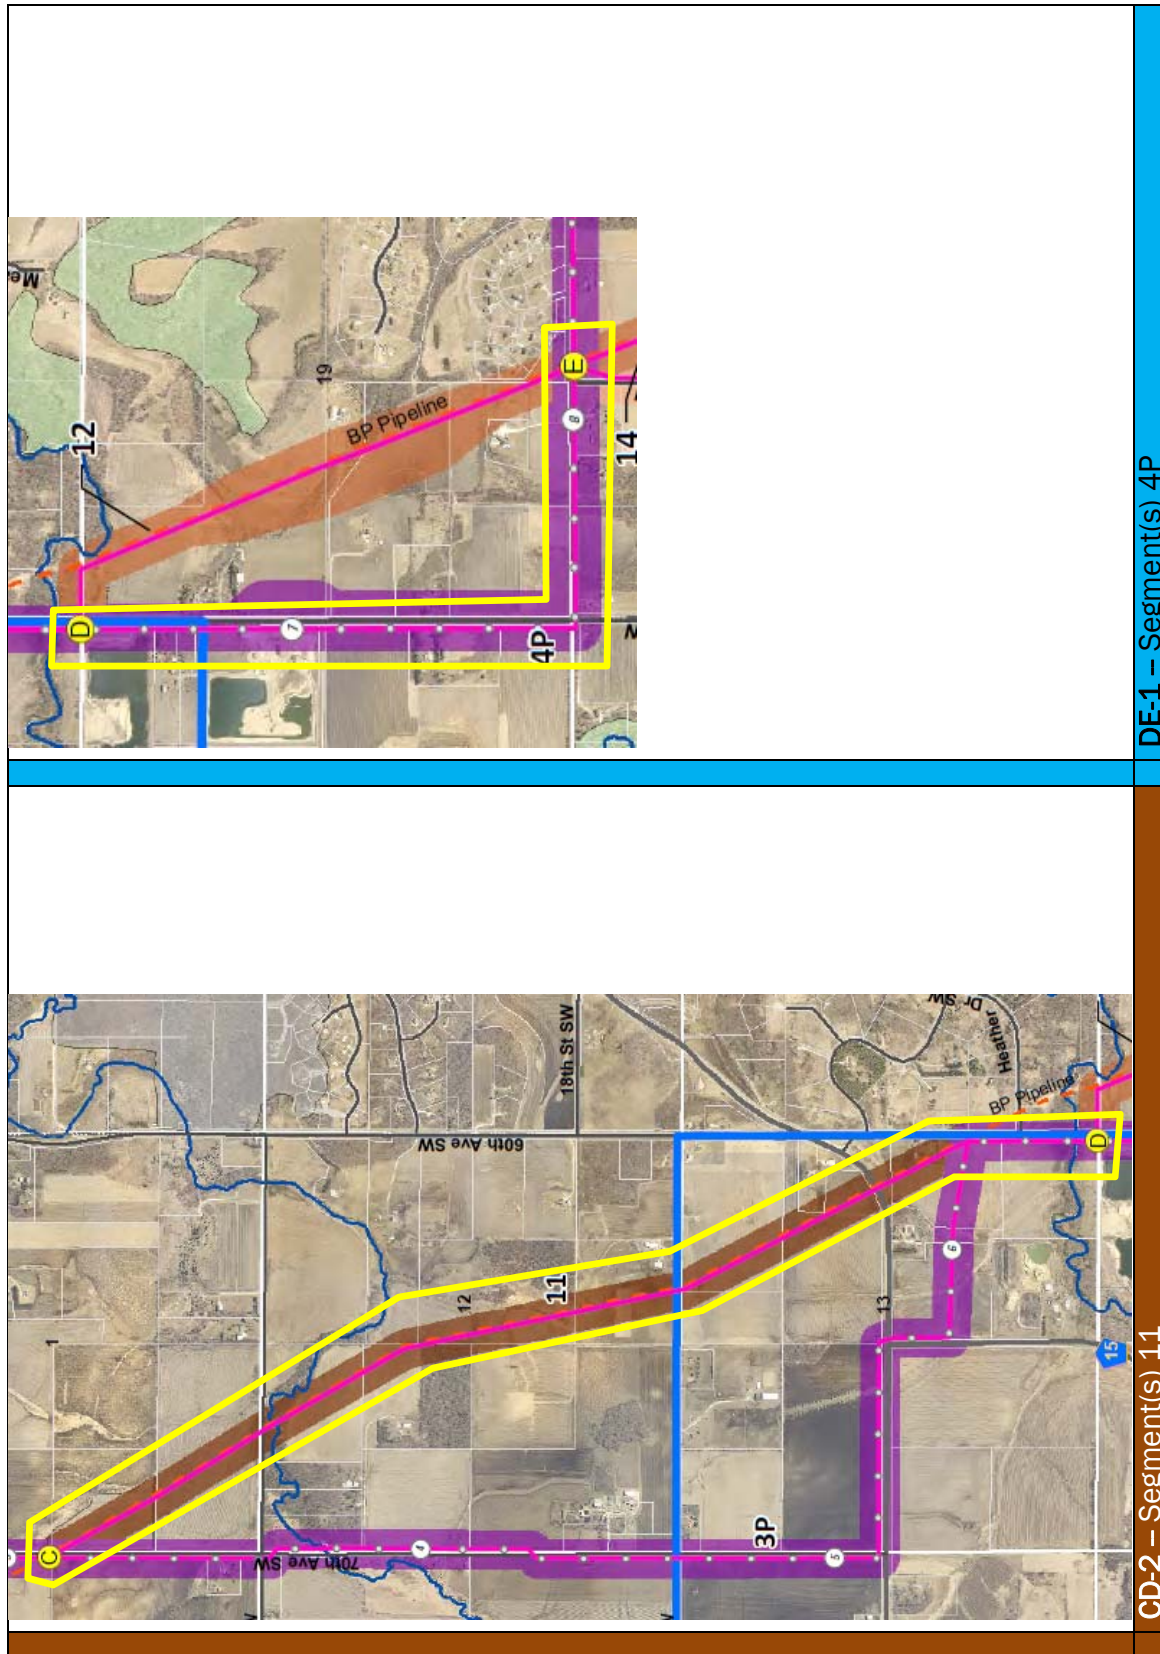 DE-1 – Segment(s) 4P
12
19
BP Pipeline
E
8
14
D
7
4P
CD-2 – Segment(s) 11
Dr SW
Heather
18th St SW
BP Pipeline
60th Ave SW
D
11
12
6
13
1
15
3P
C
70th Ave SW
4
5